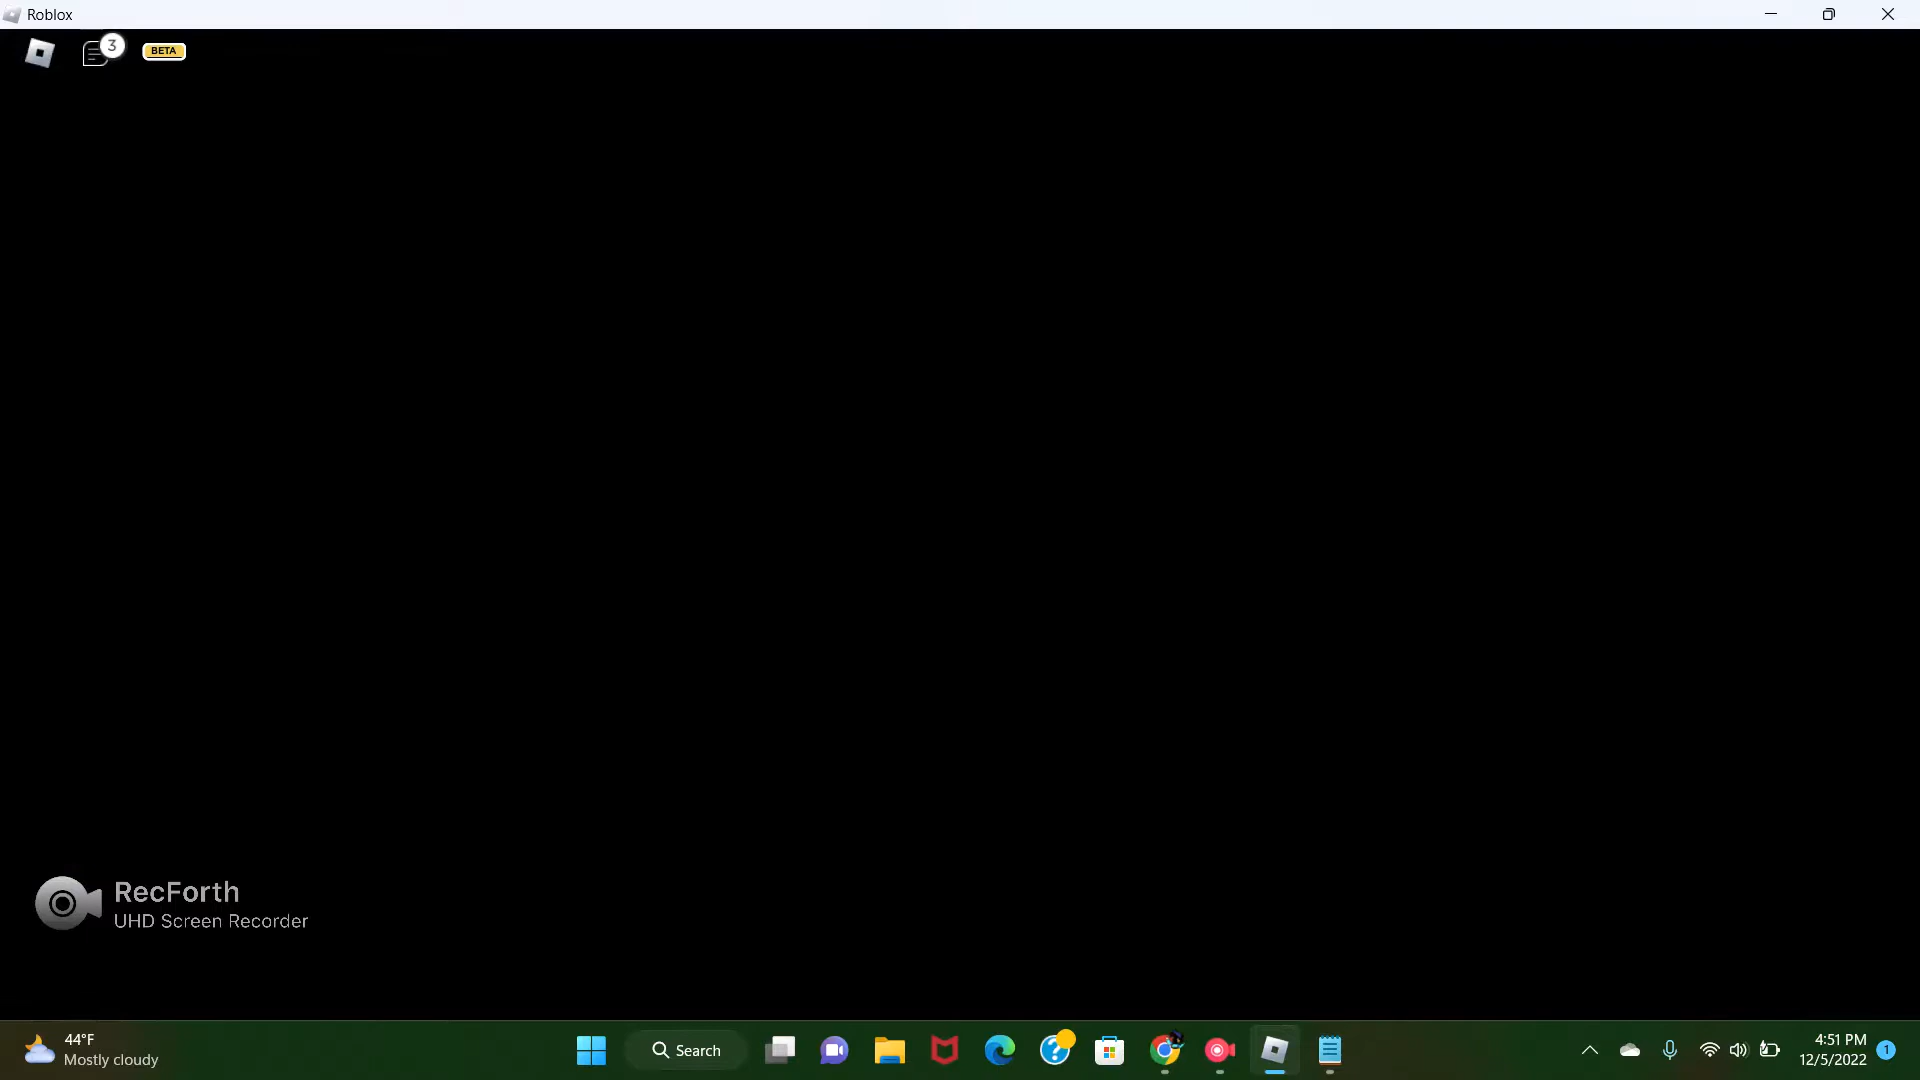 Roblox
3
BETA
RecForth
UHD Screen Recorder
44°F
Mostly cloudy
Search
4:51 PM
12/5/2022
1